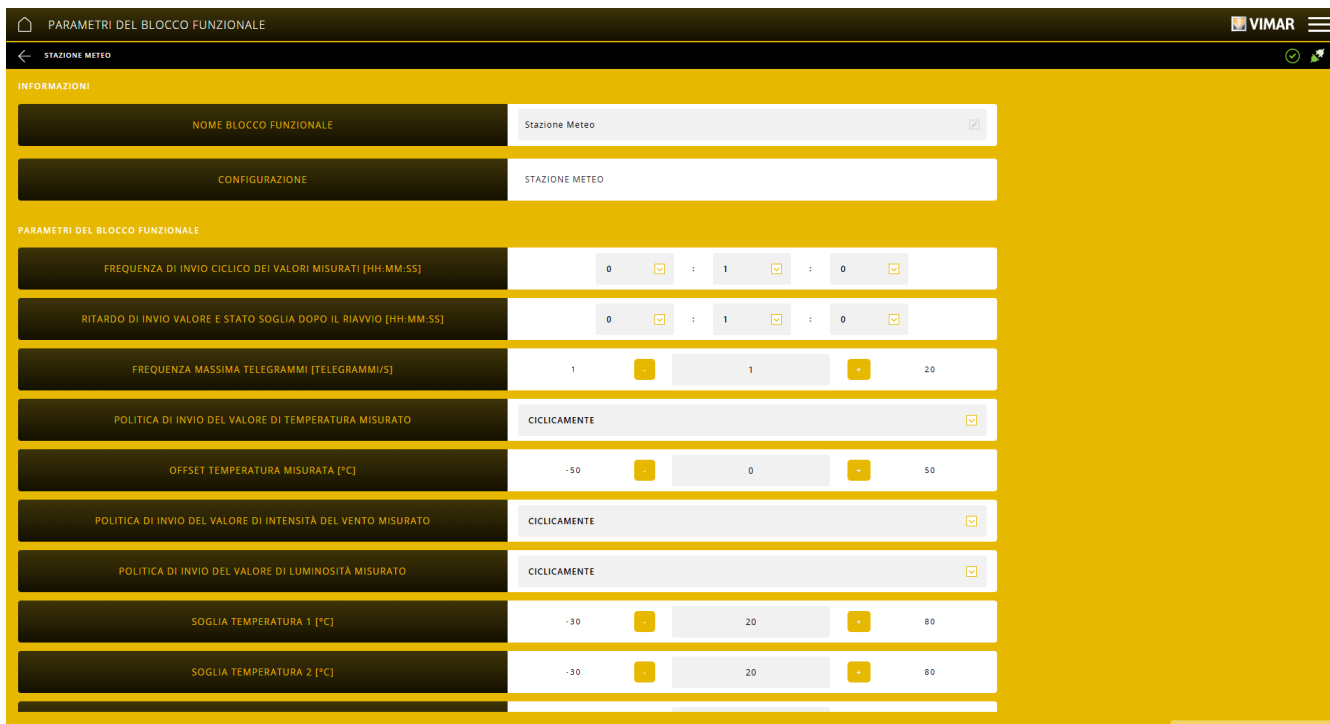 PARAMETRI DEL BLOCCO FUNZIONALE
VIMAR
STAZIONE METEO
INFORMAZIONI
NOME BLOCCO FUNZIONALE Stazione Meteo
CONFIGURAZIONE STAZIONE METEO
PARAMETRI DEL BLOCCO FUNZIONALE
FREQUENZA DI INVIO CICLICO DEI VALORI MISURATI [HH:MM:SS] 0 : 1 : 0
RITARDO DI INVIO VALORE E STATO SOGLIA DOPO IL RIAVVIO [HH:MM:SS] 0 : 1 : 0
FREQUENZA MASSIMA TELEGRAMMI [TELEGRAMMI/S] 1 - 1 + 20
POLITICA DI INVIO DEL VALORE DI TEMPERATURA MISURATO CICLICAMENTE
OFFSET TEMPERATURA MISURATA [°C] -50 - 0 + 50
POLITICA DI INVIO DEL VALORE DI INTENSITÀ DEL VENTO MISURATO CICLICAMENTE
POLITICA DI INVIO DEL VALORE DI LUMINOSITÀ MISURATO CICLICAMENTE
SOGLIA TEMPERATURA 1 [°C] -30 - 20 + 80
SOGLIA TEMPERATURA 2 [°C] -30 - 20 + 80